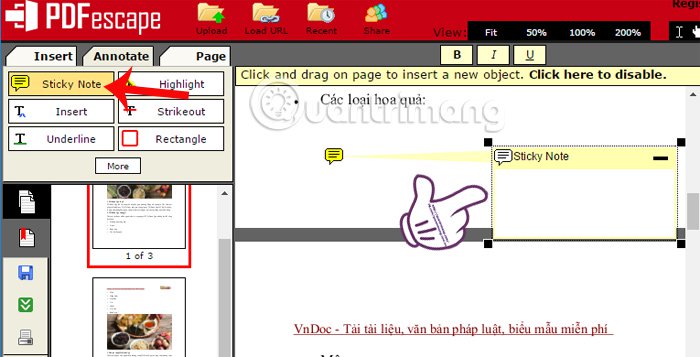 PDFescape
Upload
Load URL
Recent
Share
Regi
View:
Fit
50%
100%
200%
Insert
Annotate
Page
B
I
U
Click and drag on page to insert a new object. Click here to disable.
Sticky Note
Highlight
Insert
Strikeout
Underline
Rectangle
More
Các loại hoa quả:
Quantrimang
Sticky Note
1 of 3
VnDoc - Tải tài liệu, văn bản pháp luật, biểu mẫu miễn phí